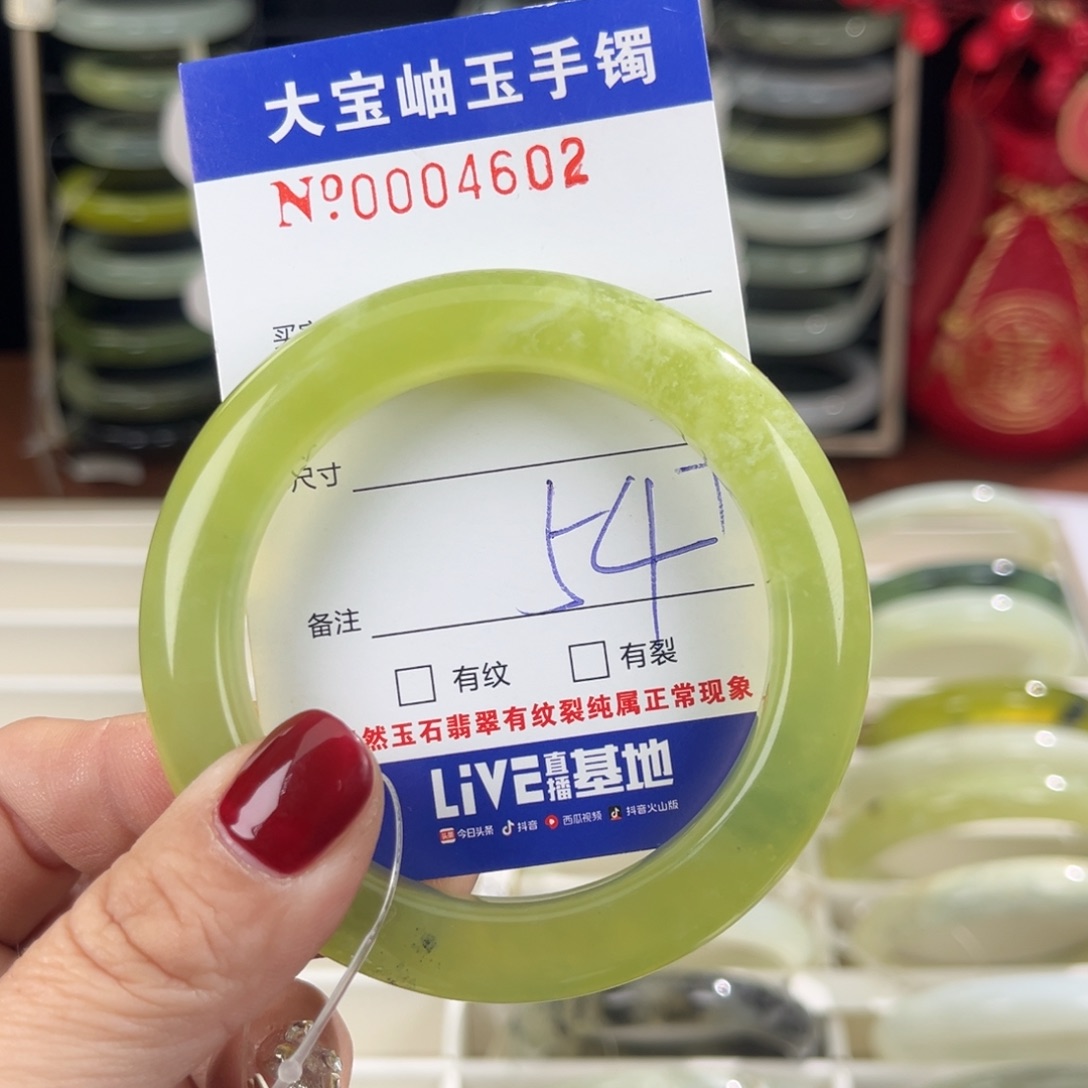 大宝岫玉手镯
Nº0004602
尺寸
54
备注
□ 有纹 □ 有裂
然玉石翡翠有纹裂纯属正常现象
LiVE直播基地
今日头条 抖音 西瓜视频 抖音火山版